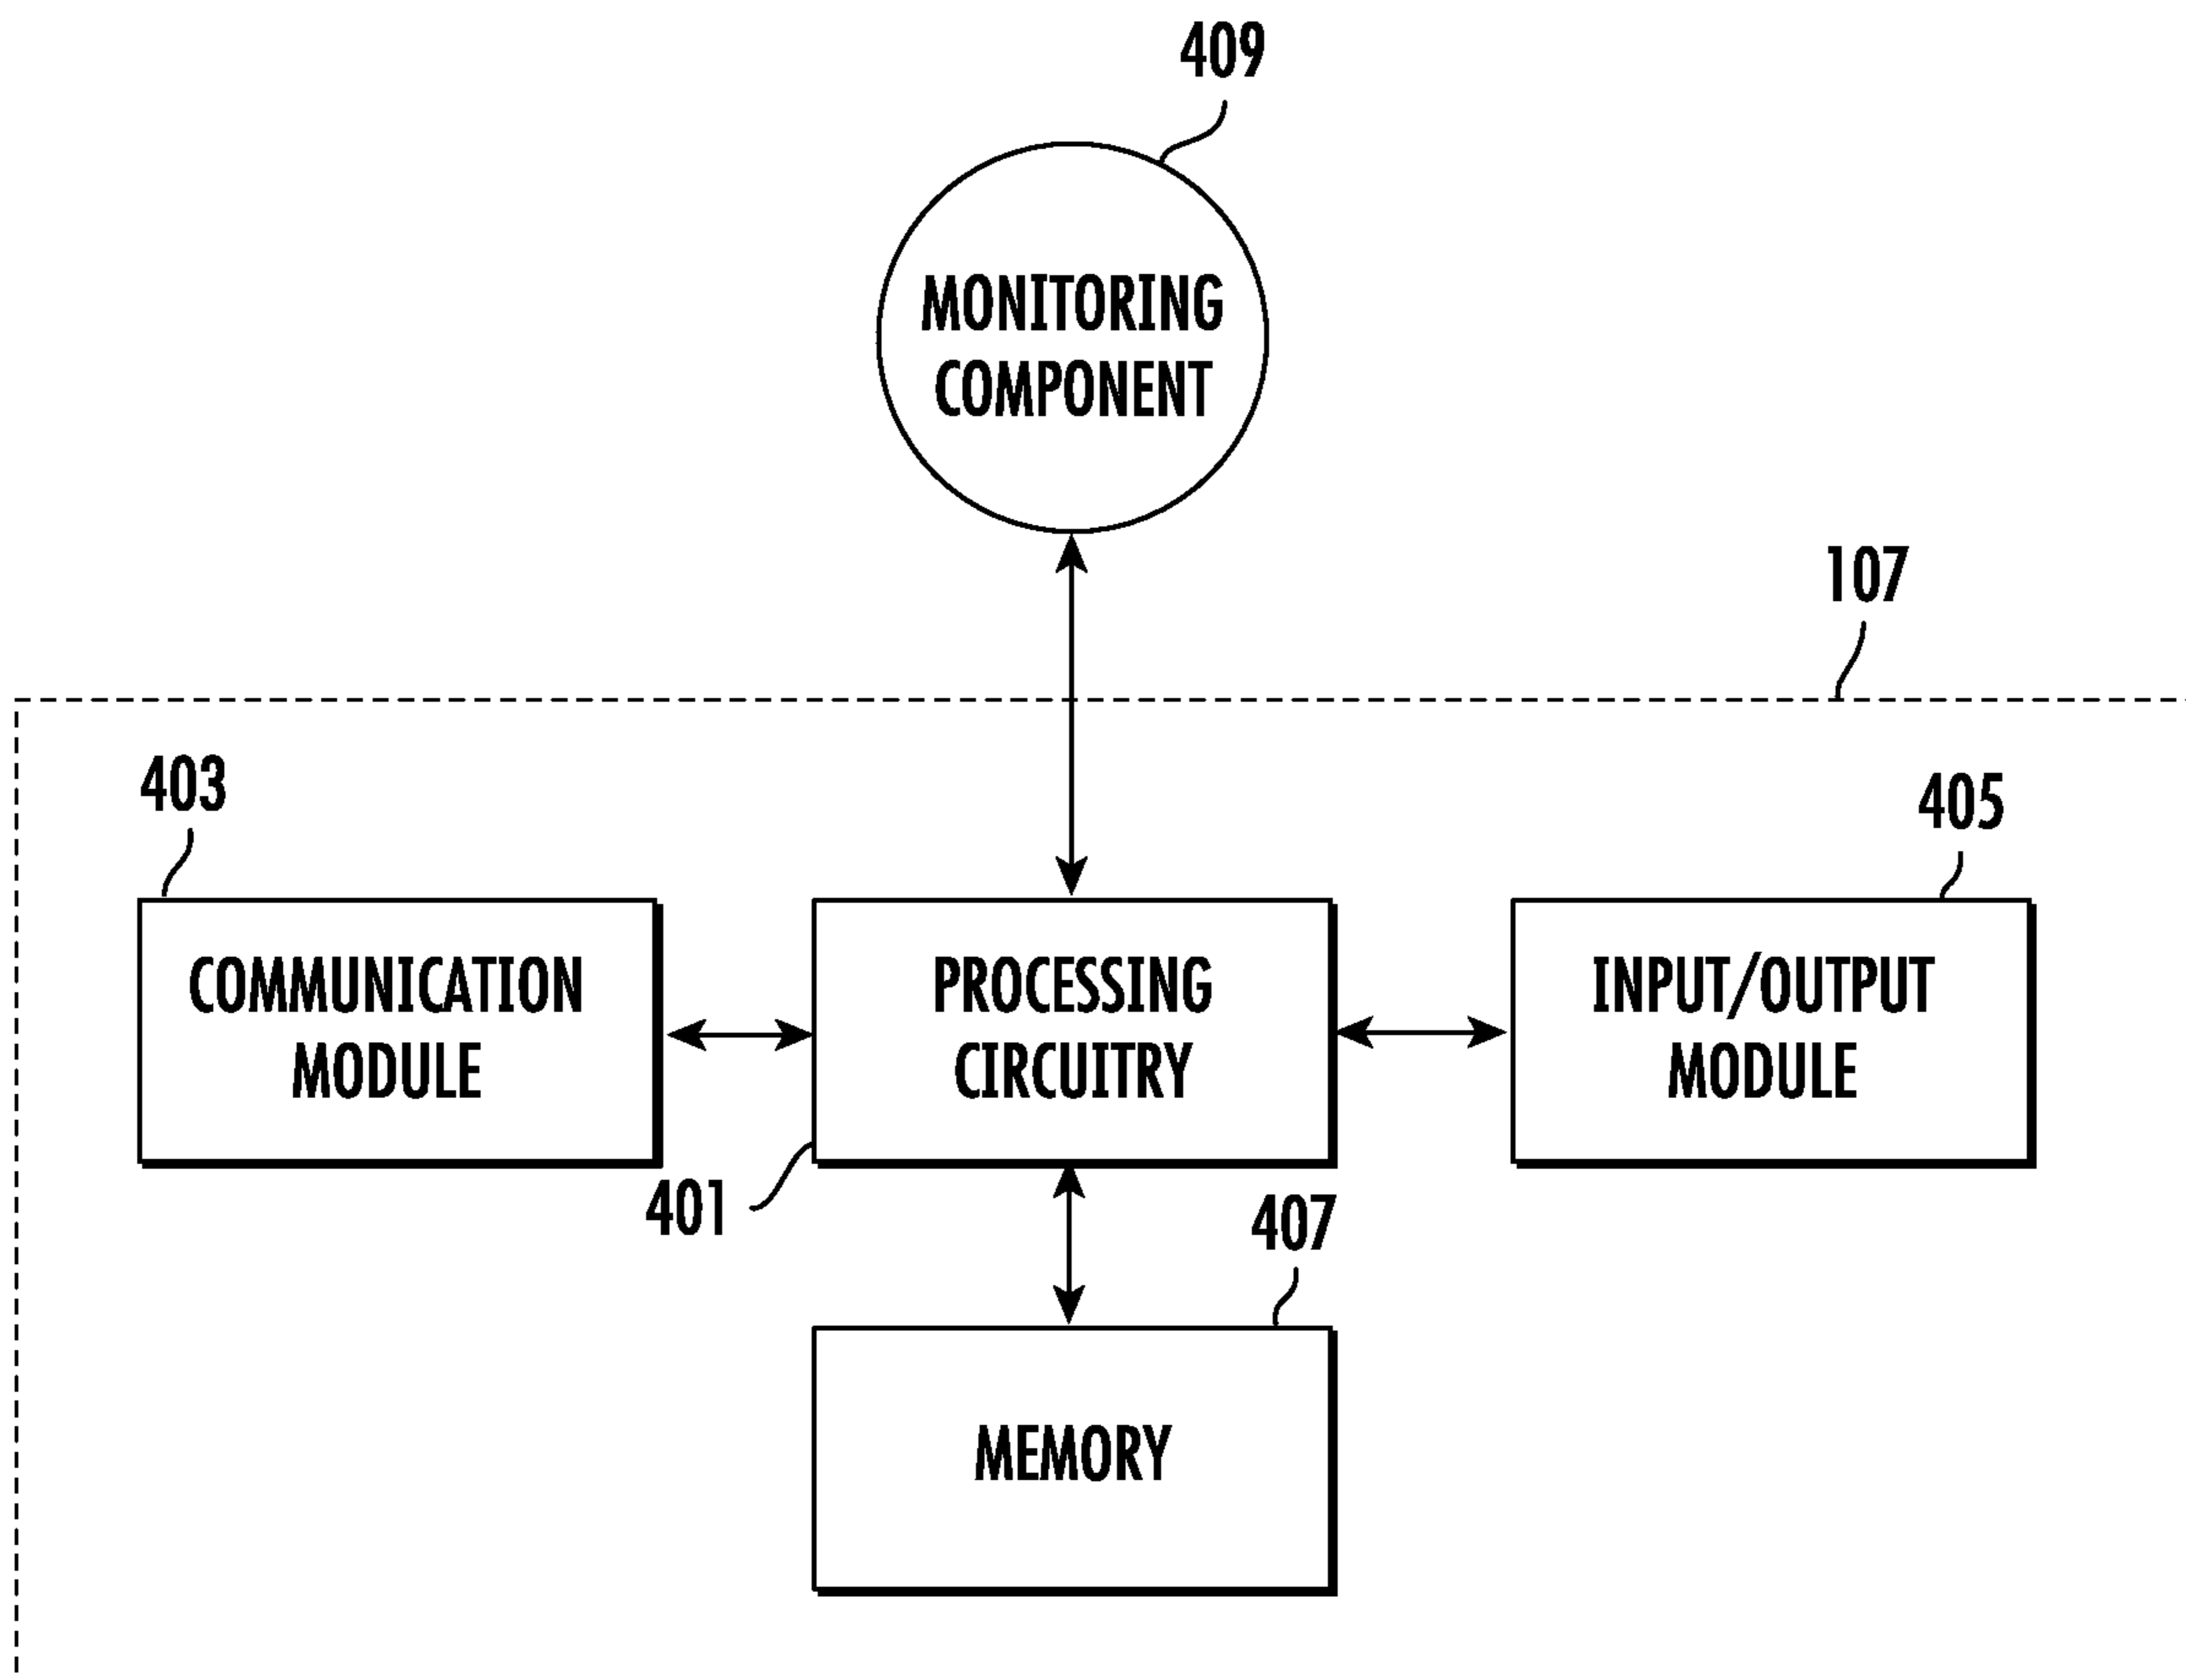 409
MONITORING
COMPONENT
107
403
405
COMMUNICATION
MODULE
PROCESSING
CIRCUITRY
INPUT/OUTPUT
MODULE
401
407
MEMORY